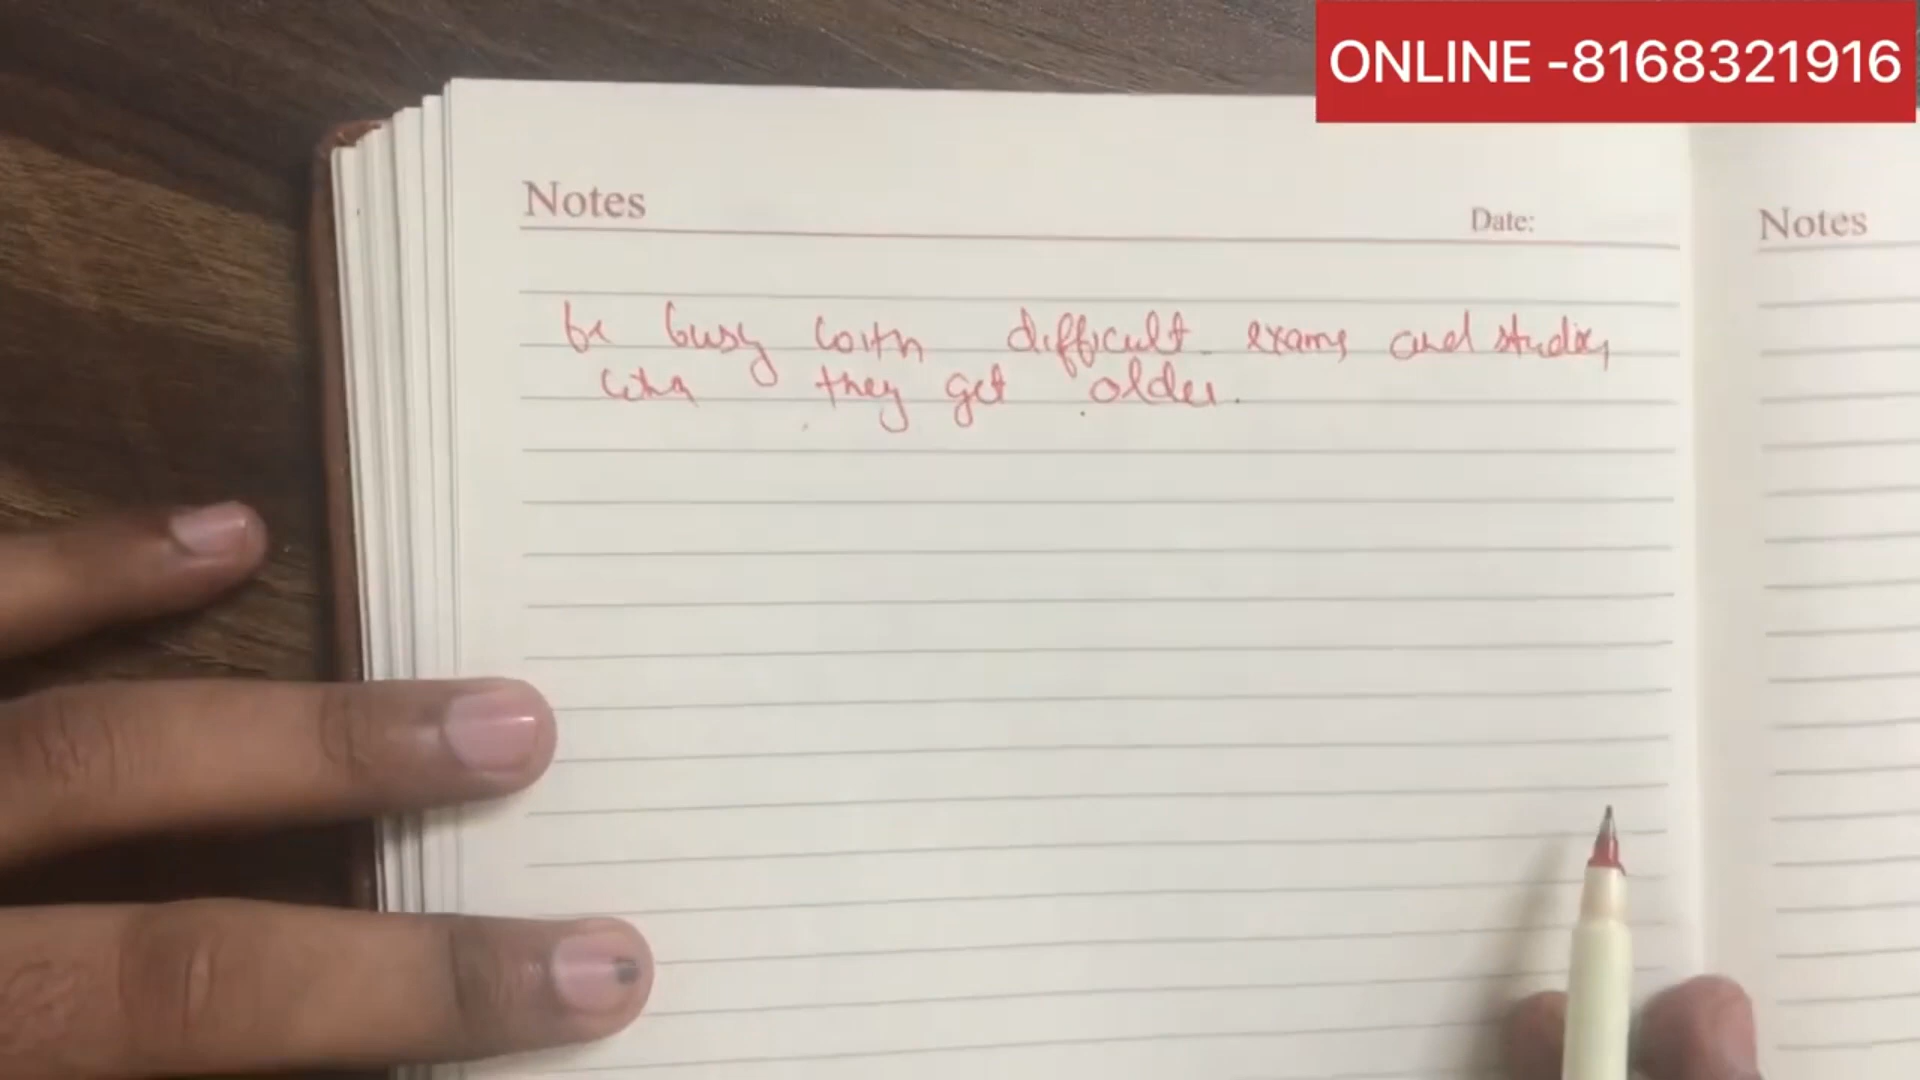 ONLINE -8168321916
Notes
Date:
Notes
be busy with difficult exams and studies
when they get older.